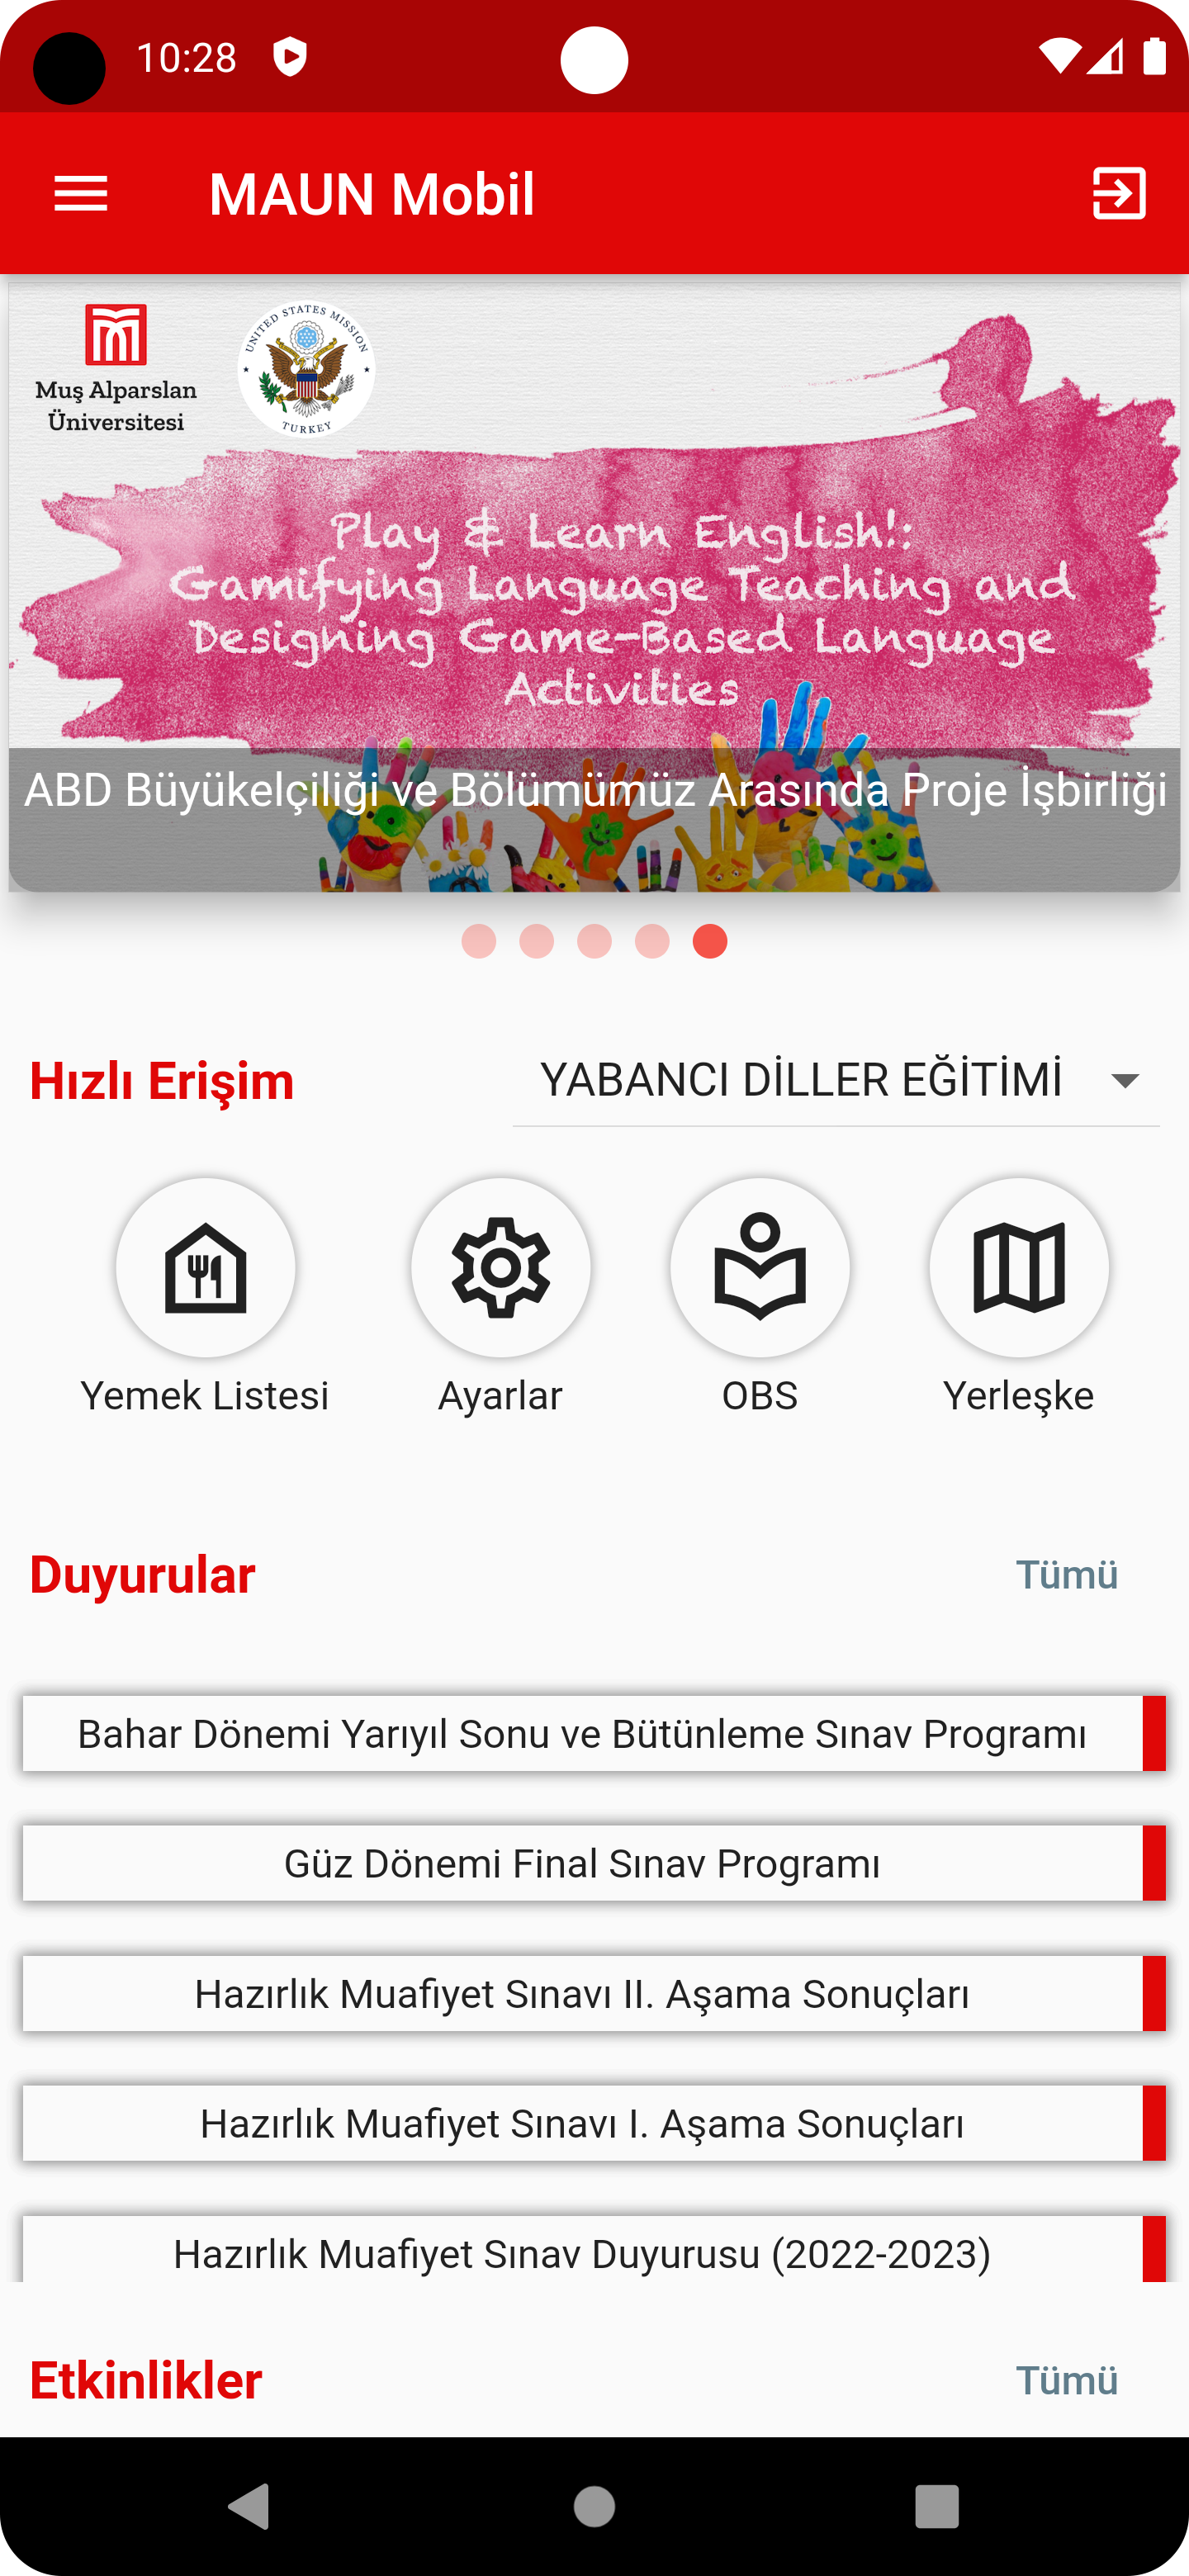 10:28
MAUN Mobil
Muş Alparslan
Üniversitesi
UNITED STATES MISSION
TURKEY
Play & Learn English!:
Gamifying Language Teaching and
Designing Game-Based Language
Activities
ABD Büyükelçiliği ve Bölümümüz Arasında Proje İşbirliği
Hızlı Erişim
YABANCI DİLLER EĞİTİMİ
Yemek Listesi
Ayarlar
OBS
Yerleşke
Duyurular
Tümü
Bahar Dönemi Yarıyıl Sonu ve Bütünleme Sınav Programı
Güz Dönemi Final Sınav Programı
Hazırlık Muafiyet Sınavı II. Aşama Sonuçları
Hazırlık Muafiyet Sınavı I. Aşama Sonuçları
Hazırlık Muafiyet Sınav Duyurusu (2022-2023)
Etkinlikler
Tümü